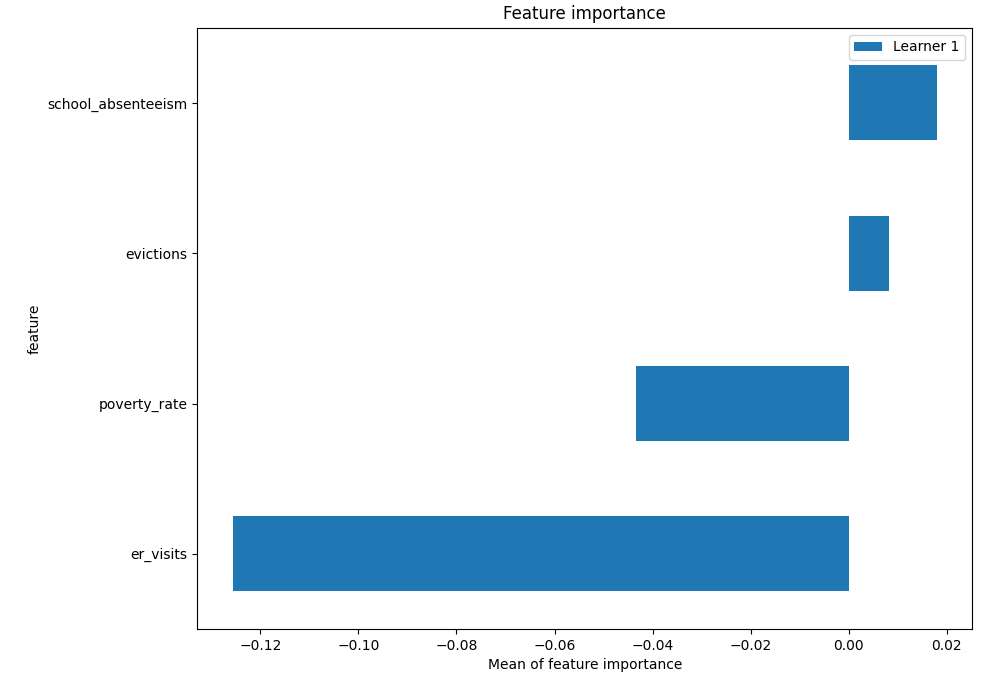 Feature importance
Learner 1
school_absenteeism
evictions
feature
poverty_rate
er_visits
−0.12 −0.10 −0.08 −0.06 −0.04 −0.02 0.00 0.02
Mean of feature importance